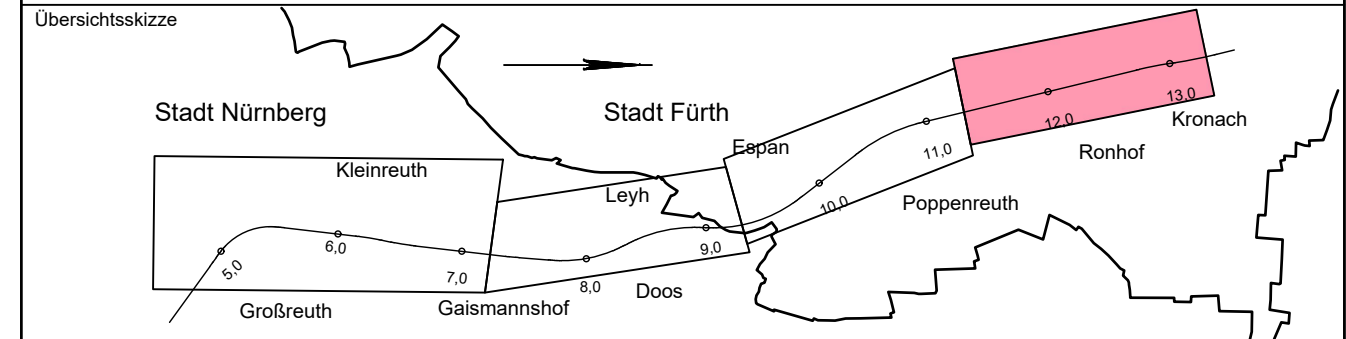 Übersichtsskizze
Stadt Nürnberg
Stadt Fürth
Kleinreuth
Leyh
Espan
Kronach
Ronhof
Poppenreuth
5,0
6,0
7,0
8,0
9,0
10,0
11,0
12,0
13,0
Großreuth
Gaismannshof
Doos